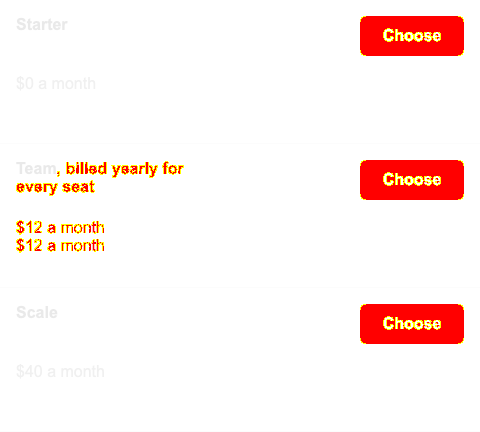 Starter
Choose
$0 a month
Team, billed yearly for
every seat
Choose
$12 a month
$12 a month
Scale
Choose
$40 a month